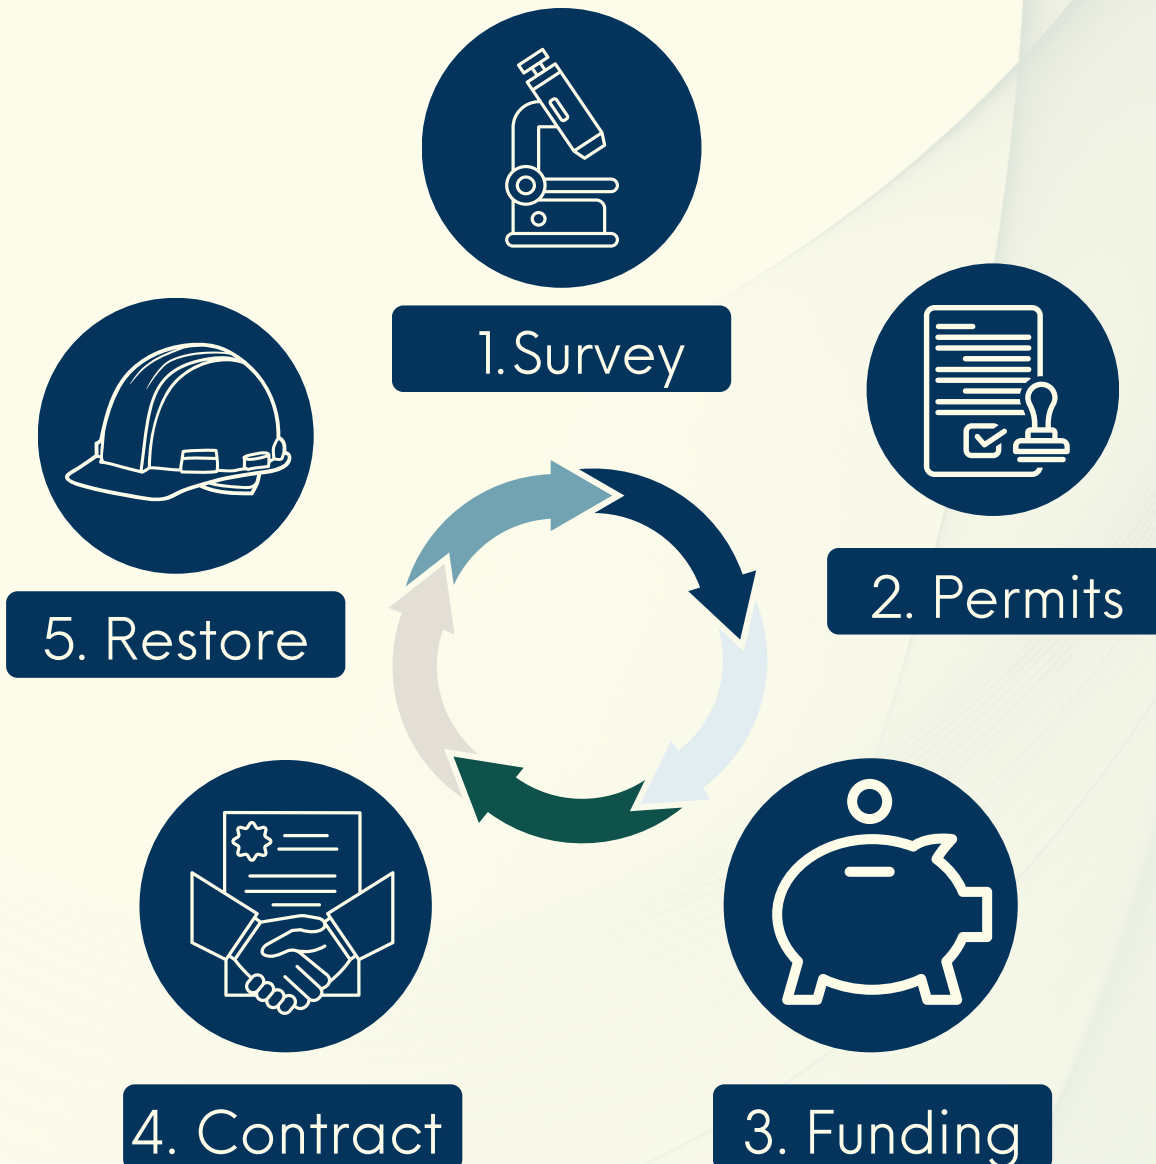 1.Survey
2. Permits
3. Funding
4. Contract
5. Restore